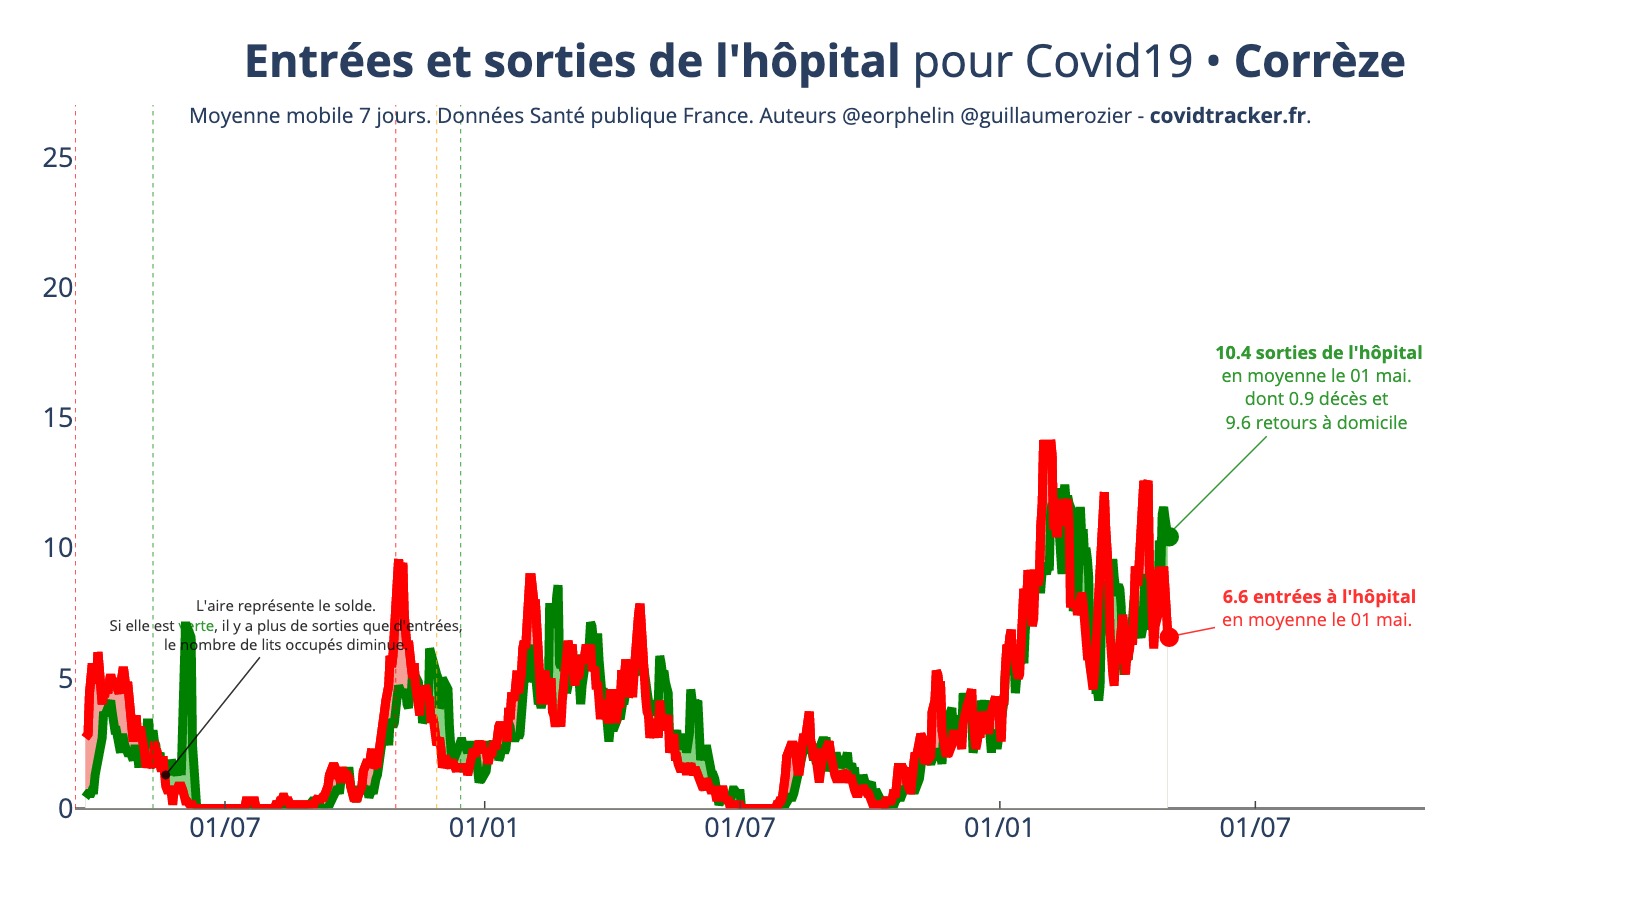 Entrées et sorties de l'hôpital pour Covid19 • Corrèze
Moyenne mobile 7 jours. Données Santé publique France. Auteurs @eorphelin @guillaumerozier - covidtracker.fr.
25
20
15
10
5
0
10.4 sorties de l'hôpital
en moyenne le 01 mai.
dont 0.9 décès et
9.6 retours à domicile
6.6 entrées à l'hôpital
en moyenne le 01 mai.
L'aire représente le solde.
Si elle est verte, il y a plus de sorties que d'entrées,
le nombre de lits occupés diminue.
01/07
01/01
01/07
01/01
01/07